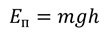 Eп = mgh